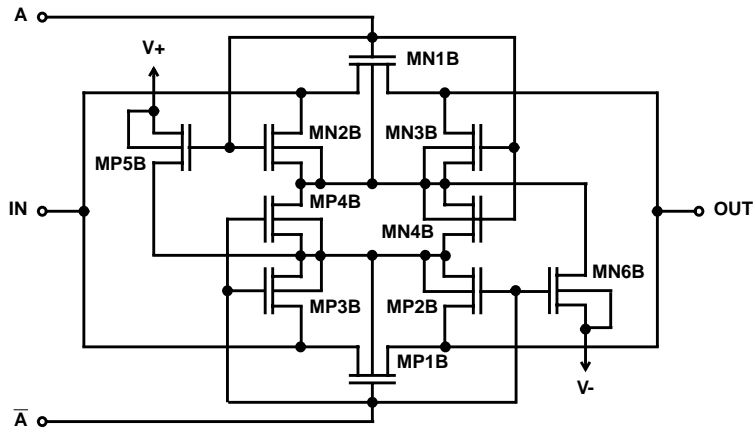 A
V+
MN1B
MN2B
MN3B
MP5B
MP4B
IN
OUT
MN4B
MN6B
MP3B
MP2B
MP1B
V-
A̅